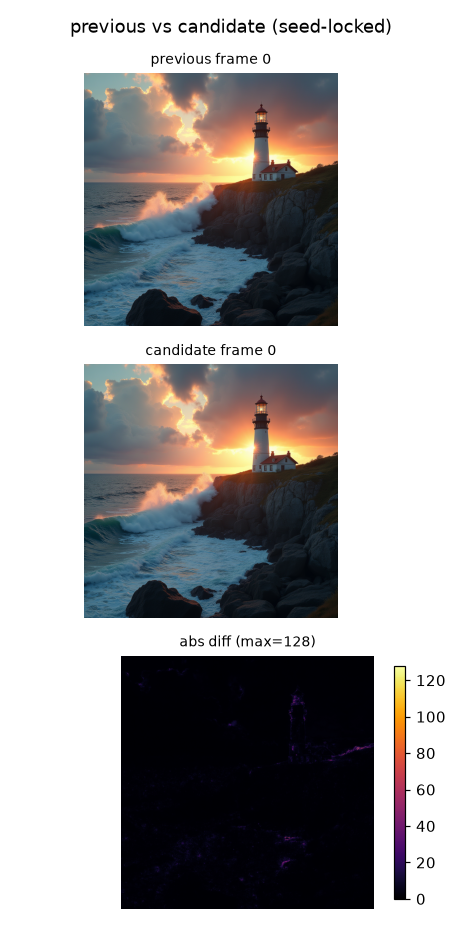 previous vs candidate (seed-locked)
previous frame 0
candidate frame 0
abs diff (max=128)
120
100
80
60
40
20
0